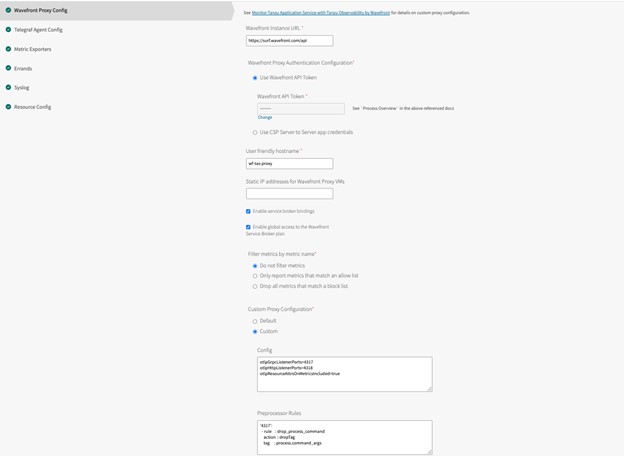 Wavefront Proxy Config
Telegraf Agent Config
Metric Exporters
Errands
Syslog
Resource Config
See Monitor Tanzu Application Service with Tanzu Observability by Wavefront for details on custom proxy configuration.
Wavefront Instance URL *
https://surf.wavefront.com/api
Wavefront Proxy Authentication Configuration*
Use Wavefront API Token
Wavefront API Token *
Change
See `Process Overview` in the above referenced docs
Use CSP Server to Server app credentials
User friendly hostname *
wf-tas-proxy
Static IP addresses for Wavefront Proxy VMs
Enable service broker bindings
Enable global access to the Wavefront
Service Broker plan
Filter metrics by metric name*
Do not filter metrics
Only report metrics that match an allow list
Drop all metrics that match a block list.
Custom Proxy Configuration*
Default
Custom
Config
otlpGrpcListenerPorts=4317
otlpHttpListenerPorts=4318
otlpResourceAttrsOnMetricsIncluded=true
Preprocessor Rules
'4317':
- rule : drop_process_command
action : dropTag
tag : process.command_args